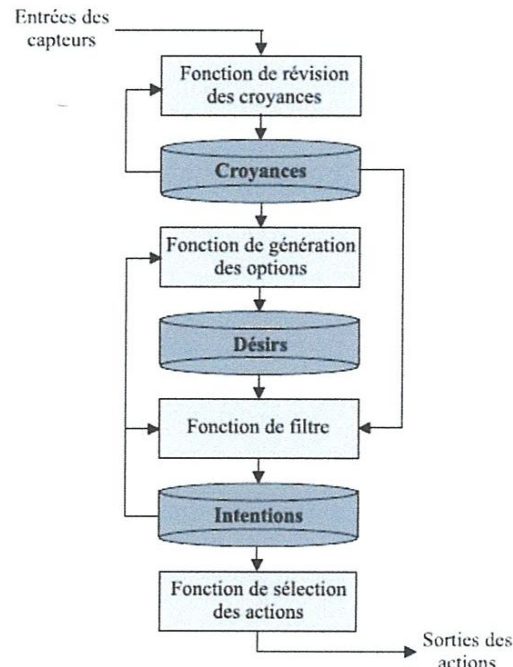 Entrées des
capteurs
Fonction de révision
des croyances
Croyances
Fonction de génération
des options
Désirs
Fonction de filtre
Intentions
Fonction de sélection
des actions
Sorties des
actions